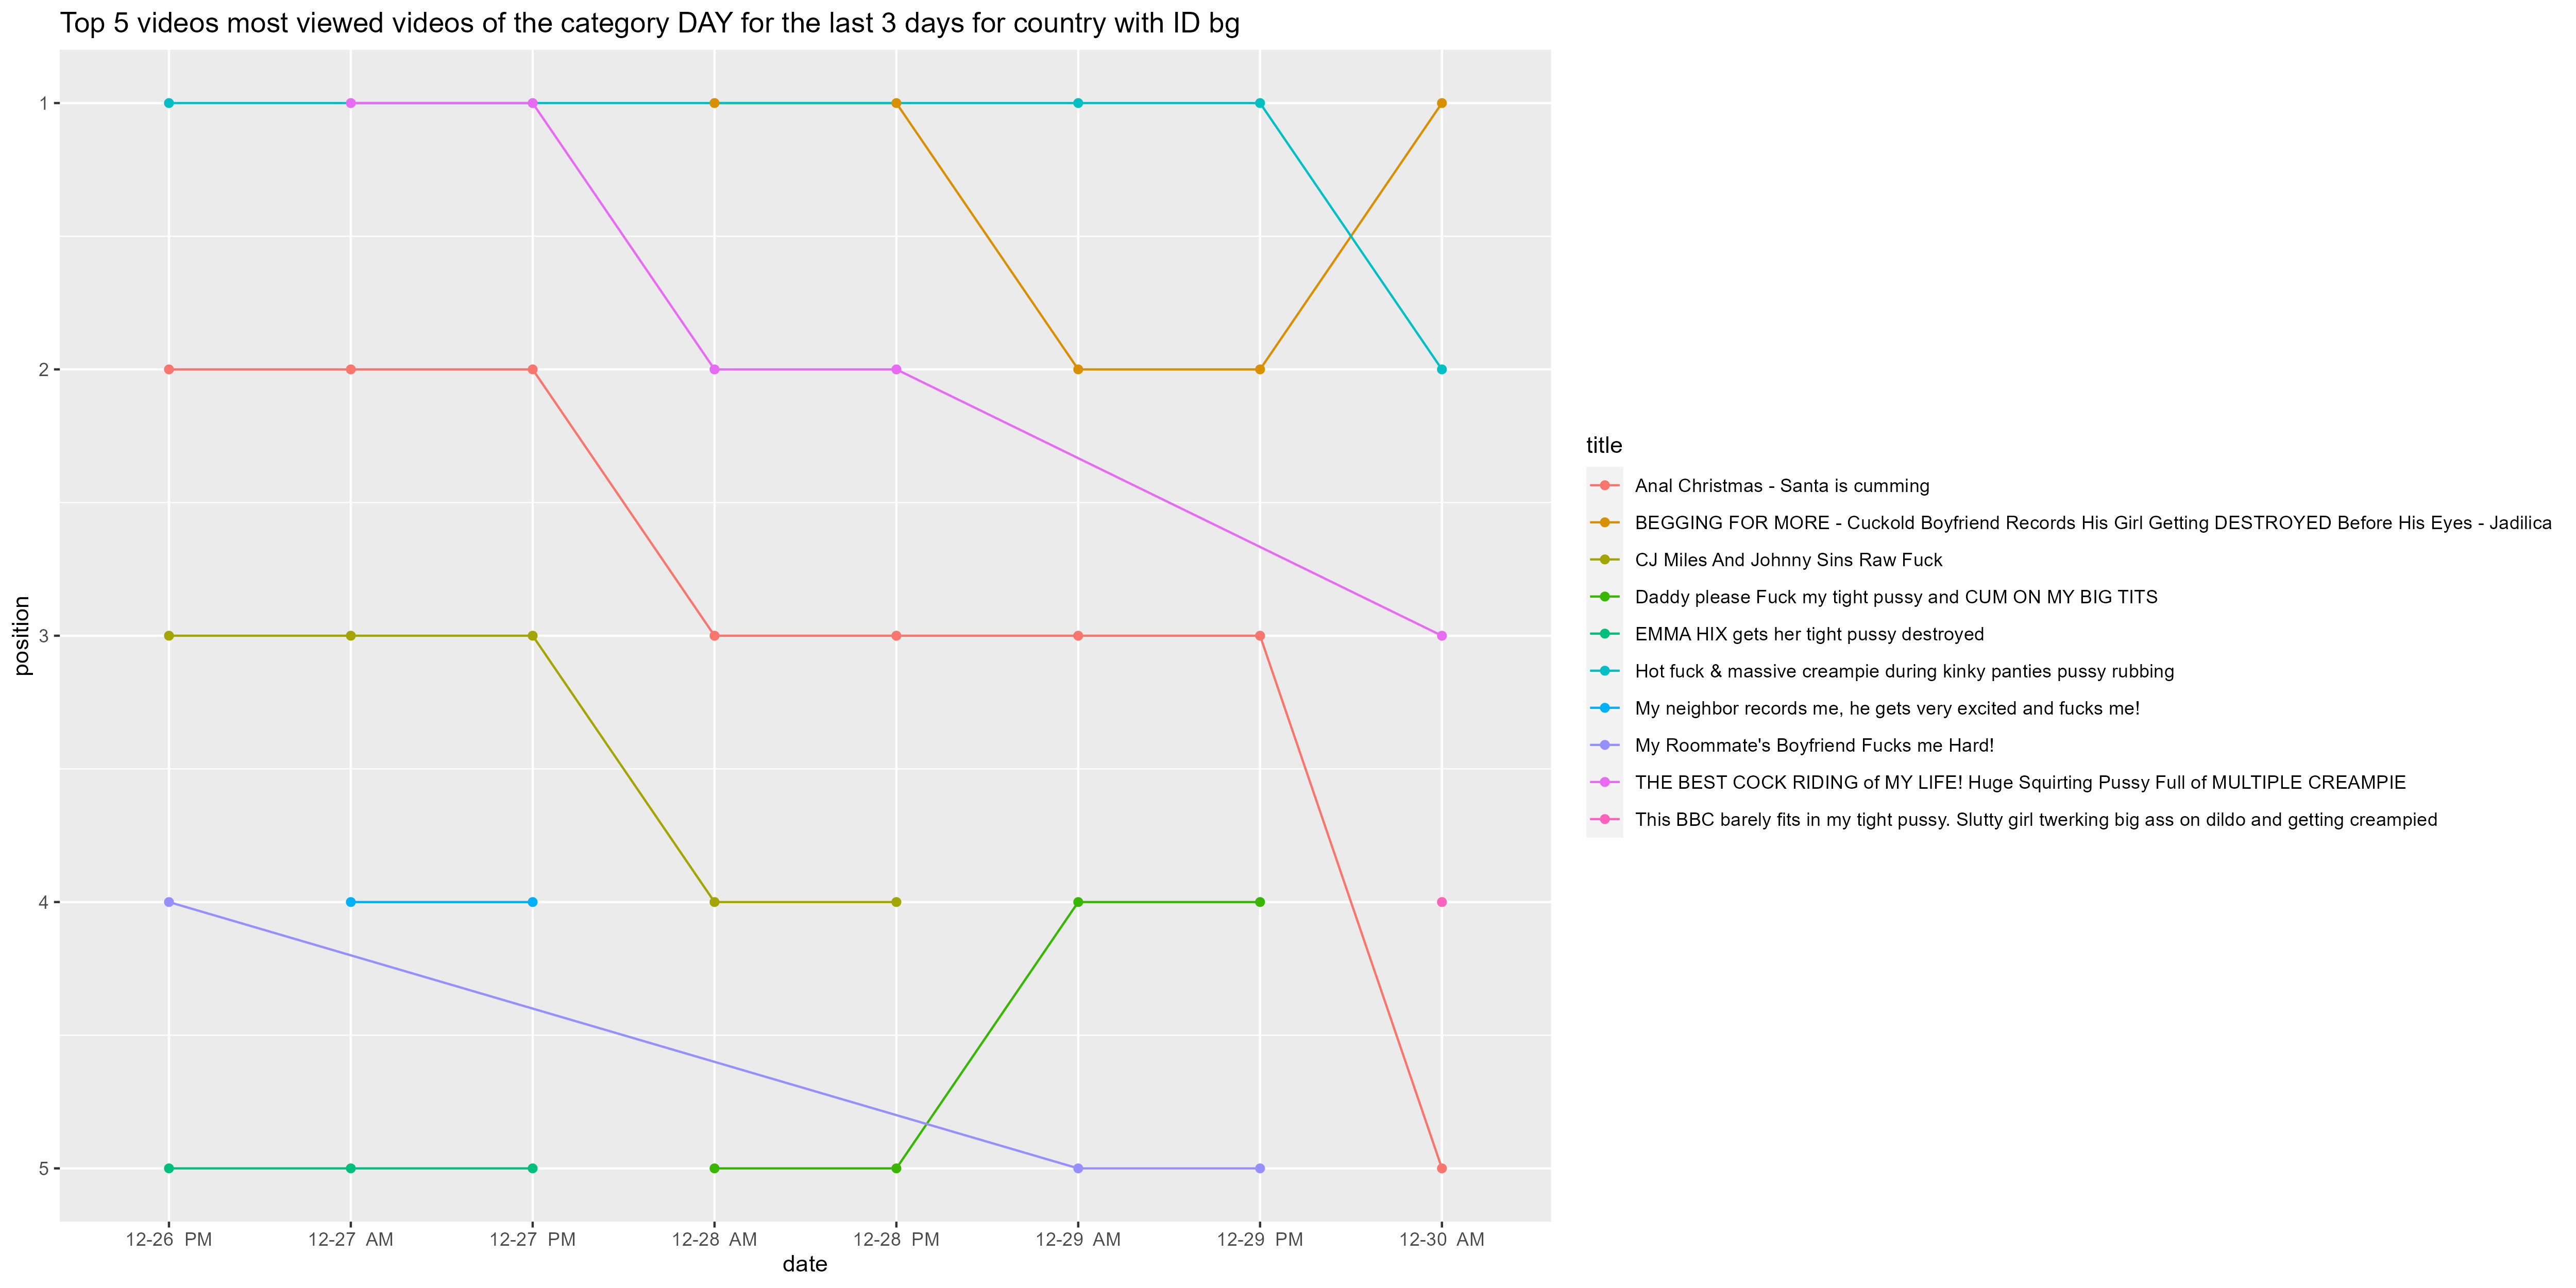 Top 5 videos most viewed videos of the category DAY for the last 3 days for country with ID bg
position
1
2
3
4
5
12-26 PM
12-27 AM
12-27 PM
12-28 AM
12-28 PM
12-29 AM
12-29 PM
12-30 AM
date
title
Anal Christmas - Santa is cumming
BEGGING FOR MORE - Cuckold Boyfriend Records His Girl Getting DESTROYED Before His Eyes - Jadilica
CJ Miles And Johnny Sins Raw Fuck
Daddy please Fuck my tight pussy and CUM ON MY BIG TITS
EMMA HIX gets her tight pussy destroyed
Hot fuck & massive creampie during kinky panties pussy rubbing
My neighbor records me, he gets very excited and fucks me!
My Roommate's Boyfriend Fucks me Hard!
THE BEST COCK RIDING of MY LIFE! Huge Squirting Pussy Full of MULTIPLE CREAMPIE
This BBC barely fits in my tight pussy. Slutty girl twerking big ass on dildo and getting creampied